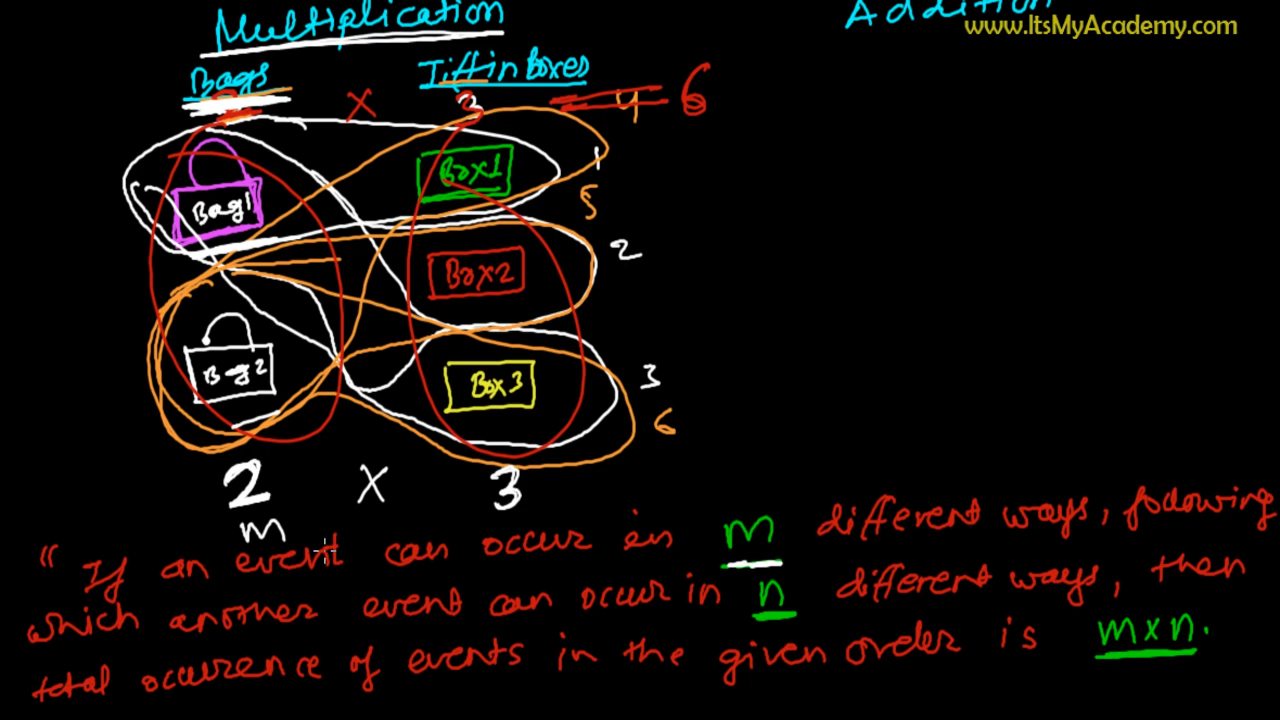 Multiplication
Addition
www.ItsMyAcademy.com
Bags
Tiffin Boxes
x 3 4 6
Bag1
Box1
1
5
Box2
2
Bag2
Box3
3
6
2 x 3
m
" If an event can occur in m different ways, following
which another event can occur in n different ways, then
total occurence of events in the given order is m x n.